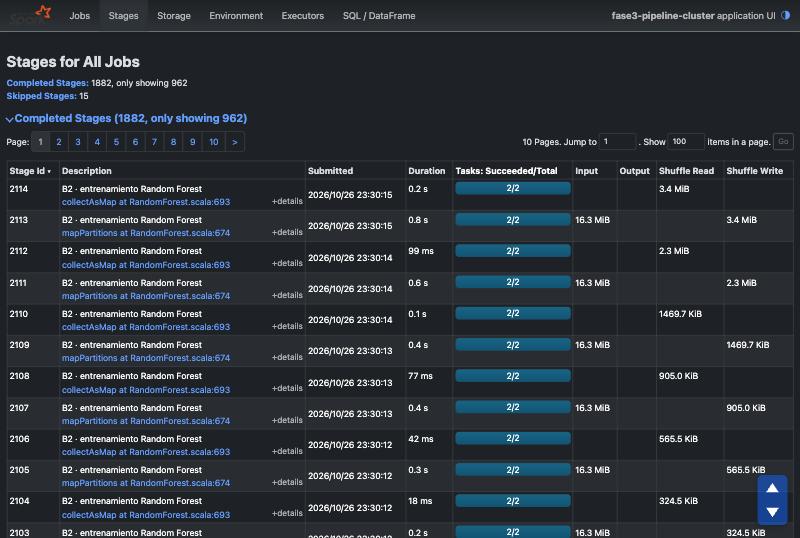 Spark Jobs Stages Storage Environment Executors SQL / DataFrame fase3-pipeline-cluster application UI
Stages for All Jobs
Completed Stages: 1882, only showing 962
Skipped Stages: 15
Completed Stages (1882, only showing 962)
Page: 1 2 3 4 5 6 7 8 9 10 > 10 Pages. Jump to 1 . Show 100 items in a page. Go
Stage Id ▾ Description Submitted Duration Tasks: Succeeded/Total Input Output Shuffle Read Shuffle Write
2114 B2 · entrenamiento Random Forest
collectAsMap at RandomForest.scala:693 +details 2026/10/26 23:30:15 0.2 s 2/2 3.4 MiB
2113 B2 · entrenamiento Random Forest
mapPartitions at RandomForest.scala:674 +details 2026/10/26 23:30:15 0.8 s 2/2 16.3 MiB 3.4 MiB
2112 B2 · entrenamiento Random Forest
collectAsMap at RandomForest.scala:693 +details 2026/10/26 23:30:14 99 ms 2/2 2.3 MiB
2111 B2 · entrenamiento Random Forest
mapPartitions at RandomForest.scala:674 +details 2026/10/26 23:30:14 0.6 s 2/2 16.3 MiB 2.3 MiB
2110 B2 · entrenamiento Random Forest
collectAsMap at RandomForest.scala:693 +details 2026/10/26 23:30:14 0.1 s 2/2 1469.7 KiB
2109 B2 · entrenamiento Random Forest
mapPartitions at RandomForest.scala:674 +details 2026/10/26 23:30:13 0.4 s 2/2 16.3 MiB 1469.7 KiB
2108 B2 · entrenamiento Random Forest
collectAsMap at RandomForest.scala:693 +details 2026/10/26 23:30:13 77 ms 2/2 905.0 KiB
2107 B2 · entrenamiento Random Forest
mapPartitions at RandomForest.scala:674 +details 2026/10/26 23:30:13 0.4 s 2/2 16.3 MiB 905.0 KiB
2106 B2 · entrenamiento Random Forest
collectAsMap at RandomForest.scala:693 +details 2026/10/26 23:30:12 42 ms 2/2 565.5 KiB
2105 B2 · entrenamiento Random Forest
mapPartitions at RandomForest.scala:674 +details 2026/10/26 23:30:12 0.3 s 2/2 16.3 MiB 565.5 KiB
2104 B2 · entrenamiento Random Forest
collectAsMap at RandomForest.scala:693 +details 2026/10/26 23:30:12 18 ms 2/2 324.5 KiB
2103 B2 · entrenamiento Random Forest 0.2 s 2/2 16.3 MiB 324.5 KiB